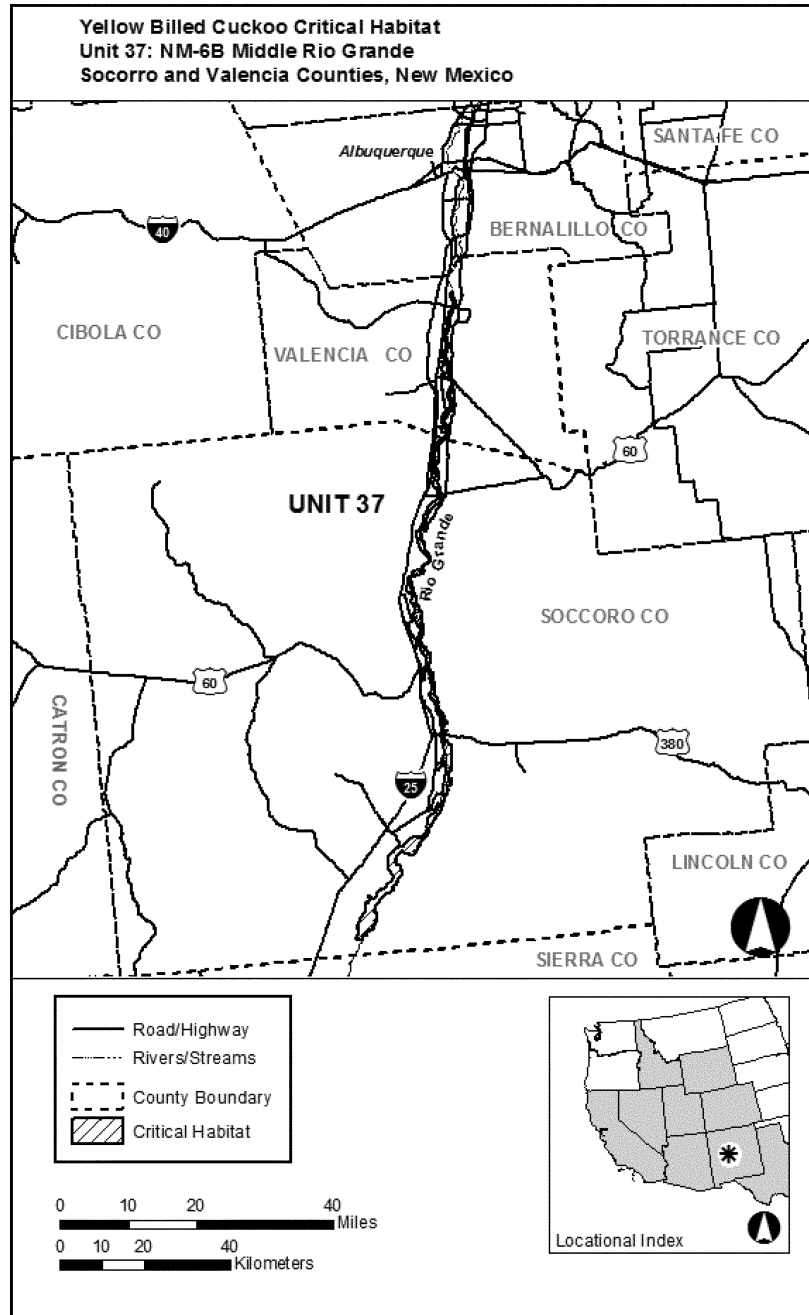 Yellow Billed Cuckoo Critical Habitat
Unit 37: NM-6B Middle Rio Grande
Socorro and Valencia Counties, New Mexico
SANTA FE CO
Albuquerque
40
BERNALILLO CO
CIBOLA CO
VALENCIA CO
TORRANCE CO
60
UNIT 37
Rio Grande
SOCCORO CO
60
CATRON CO
380
25
LINCOLN CO
SIERRA CO
Road/Highway
Rivers/Streams
County Boundary
Critical Habitat
0 10 20 40
Miles
0 10 20 40
Kilometers
Locational Index